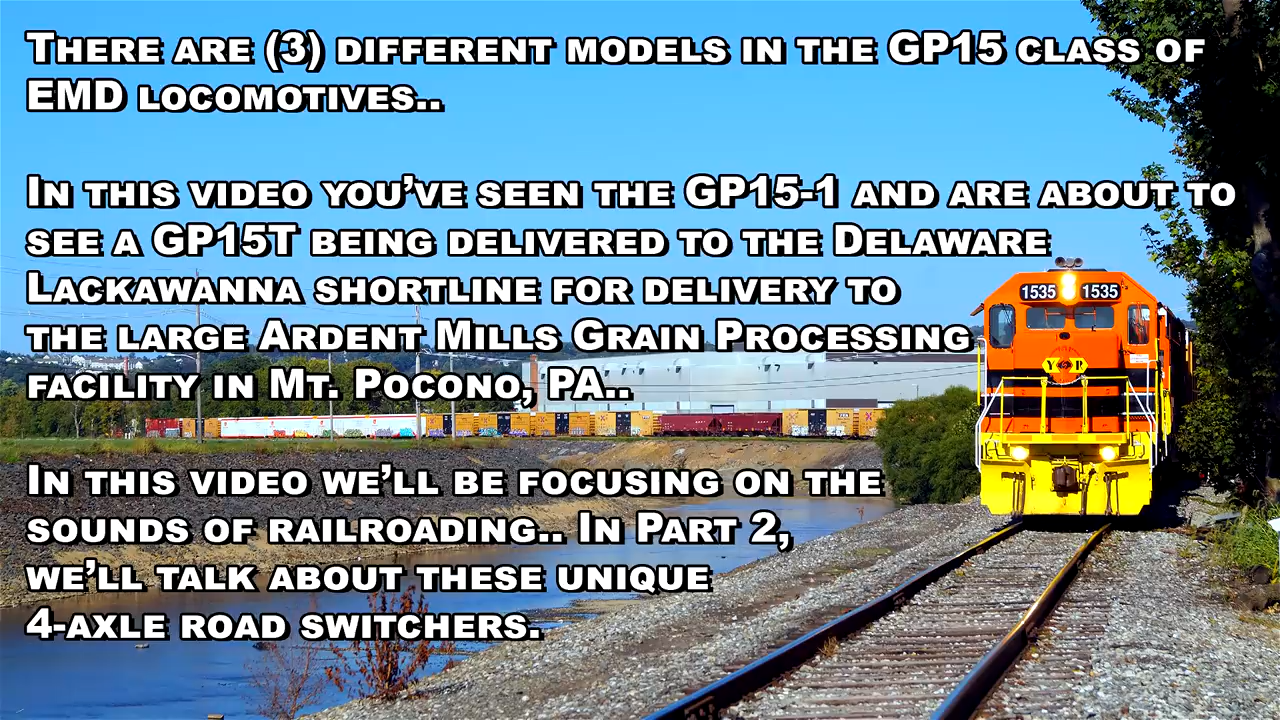 There are (3) different models in the GP15 class of
EMD locomotives..
In this video you've seen the GP15-1 and are about to
see a GP15T being delivered to the Delaware
Lackawanna shortline for delivery to
the large Ardent Mills Grain Processing
facility in Mt. Pocono, PA..
In this video we'll be focusing on the
sounds of railroading.. In Part 2,
we'll talk about these unique
4-axle road switchers.
1535 1535